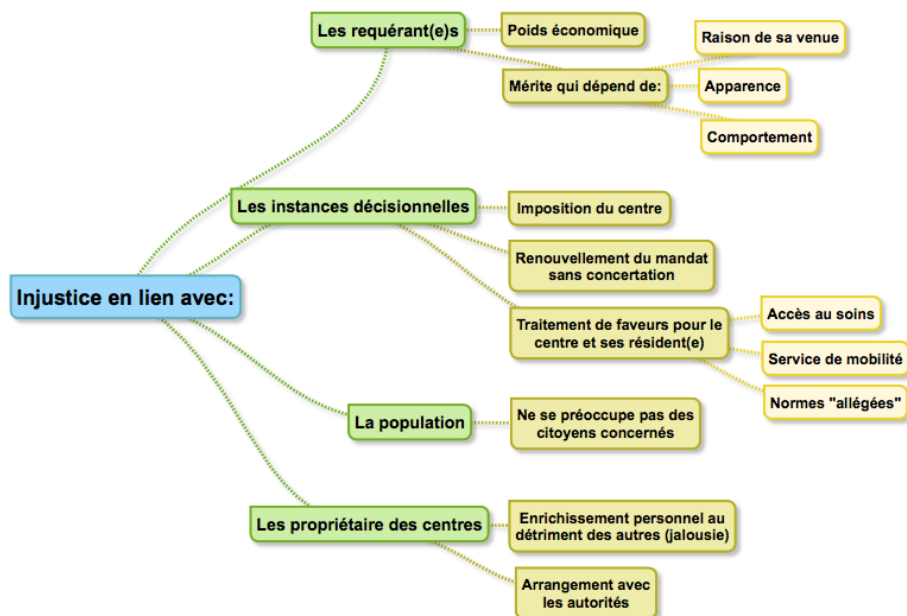 Les requérant(e)s
Poids économique
Raison de sa venue
Mérite qui dépend de:
Apparence
Comportement
Les instances décisionnelles
Imposition du centre
Renouvellement du mandat
sans concertation
Injustice en lien avec:
Traitement de faveurs pour le
centre et ses résident(e)
Accès au soins
Service de mobilité
Normes "allégées"
La population
Ne se préoccupe pas des
citoyens concernés
Les propriétaire des centres
Enrichissement personnel au
détriment des autres (jalousie)
Arrangement avec
les autorités